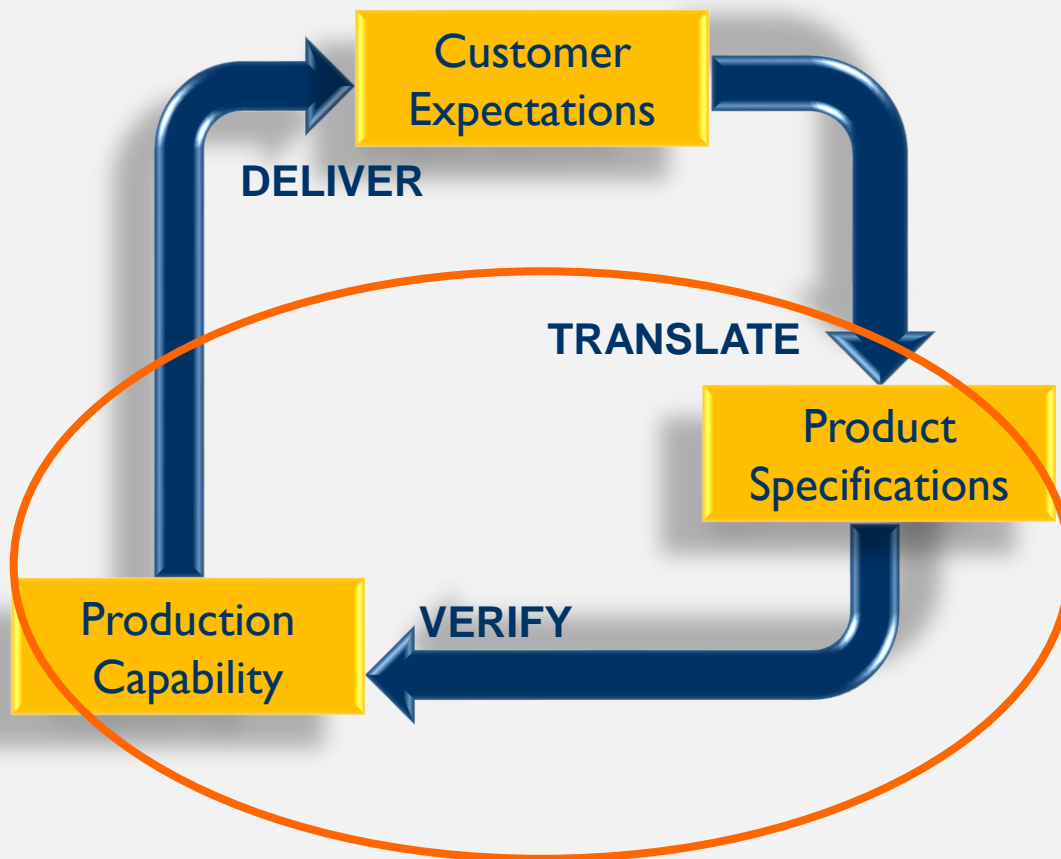 Customer
Expectations
DELIVER
TRANSLATE
Product
Specifications
Production
Capability
VERIFY